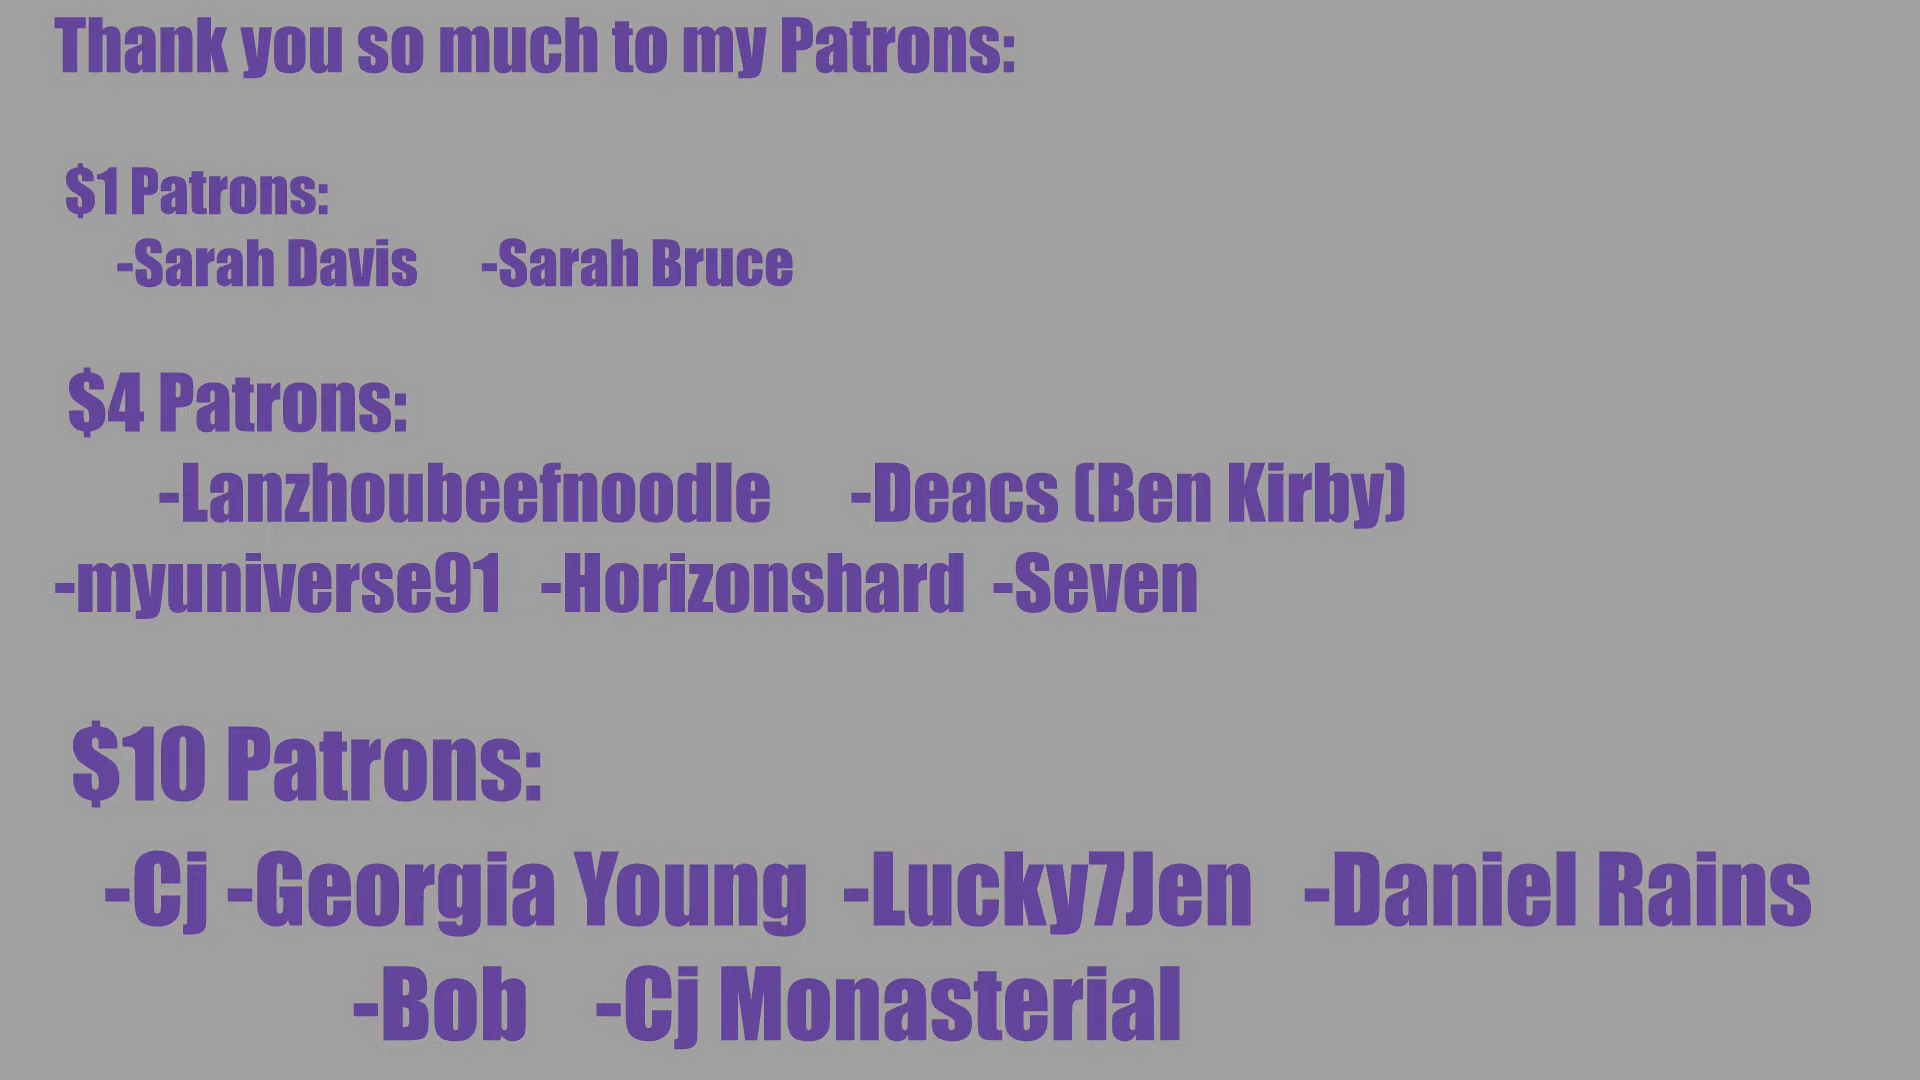 Thank you so much to my Patrons:
$1 Patrons:
-Sarah Davis -Sarah Bruce
$4 Patrons:
-Lanzhoubeefnoodle -Deacs (Ben Kirby)
-myuniverse91 -Horizonshard -Seven
$10 Patrons:
-Cj -Georgia Young -Lucky7Jen -Daniel Rains
-Bob -Cj Monasterial